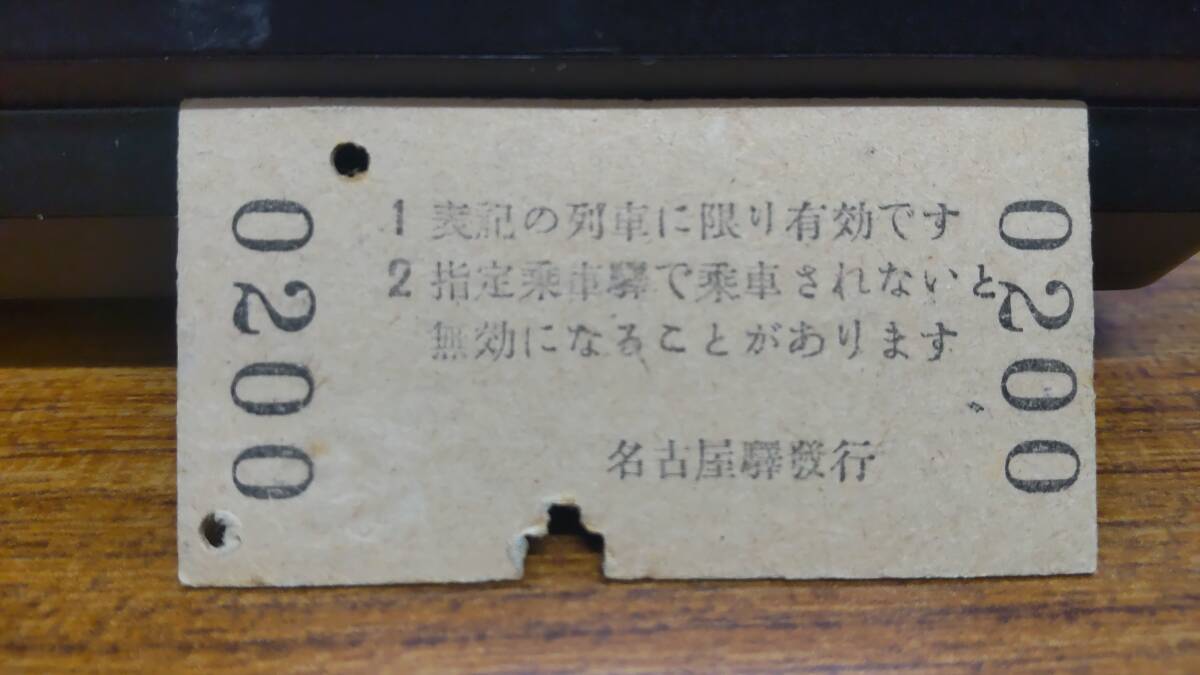 0200
1 表記の列車に限り有効です
2 指定乗車驛で乗車されないと
無効になることがあります
名古屋驛發行
0200